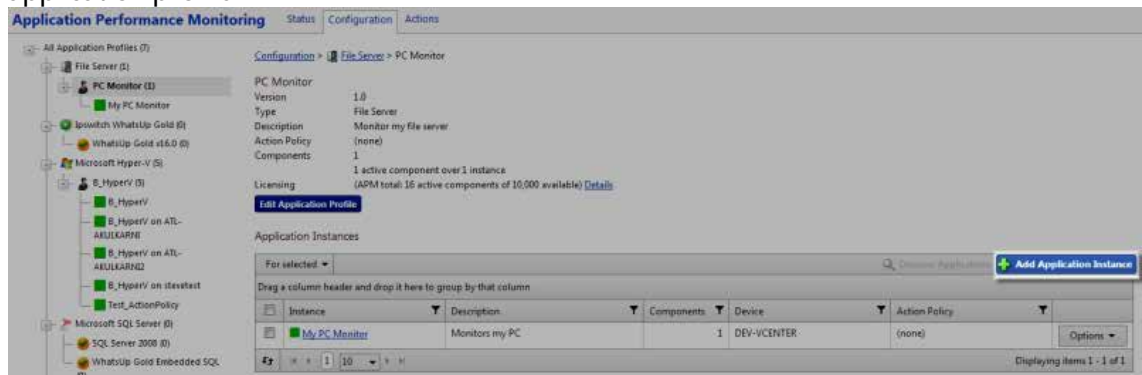 Application Performance Monitoring Status Configuration Actions
All Application Profiles (7)
File Server (1)
PC Monitor (1)
My PC Monitor
Ipswitch WhatsUp Gold (0)
WhatsUp Gold v16.0 (0)
Microsoft Hyper-V (5)
B_HyperV (5)
B_HyperV
B_HyperV on ATL-
AKULKARNI
B_HyperV on ATL-
AKULKARNI2
B_HyperV on stevetest
Test_ActionPolicy
Microsoft SQL Server (0)
SQL Server 2008 (0)
WhatsUp Gold Embedded SQL
Configuration > File Server > PC Monitor
PC Monitor
Version 1.0
Type File Server
Description Monitor my file server
Action Policy (none)
Components 1
1 active component over 1 instance
Licensing (APM total: 16 active components of 10,000 available) Details
Edit Application Profile
Application Instances
For selected Discover Applications Add Application Instance
Drag a column header and drop it here to group by that column
Instance Description Components Device Action Policy
My PC Monitor Monitors my PC 1 DEV-VCENTER (none) Options
1 10 Displaying items 1 - 1 of 1